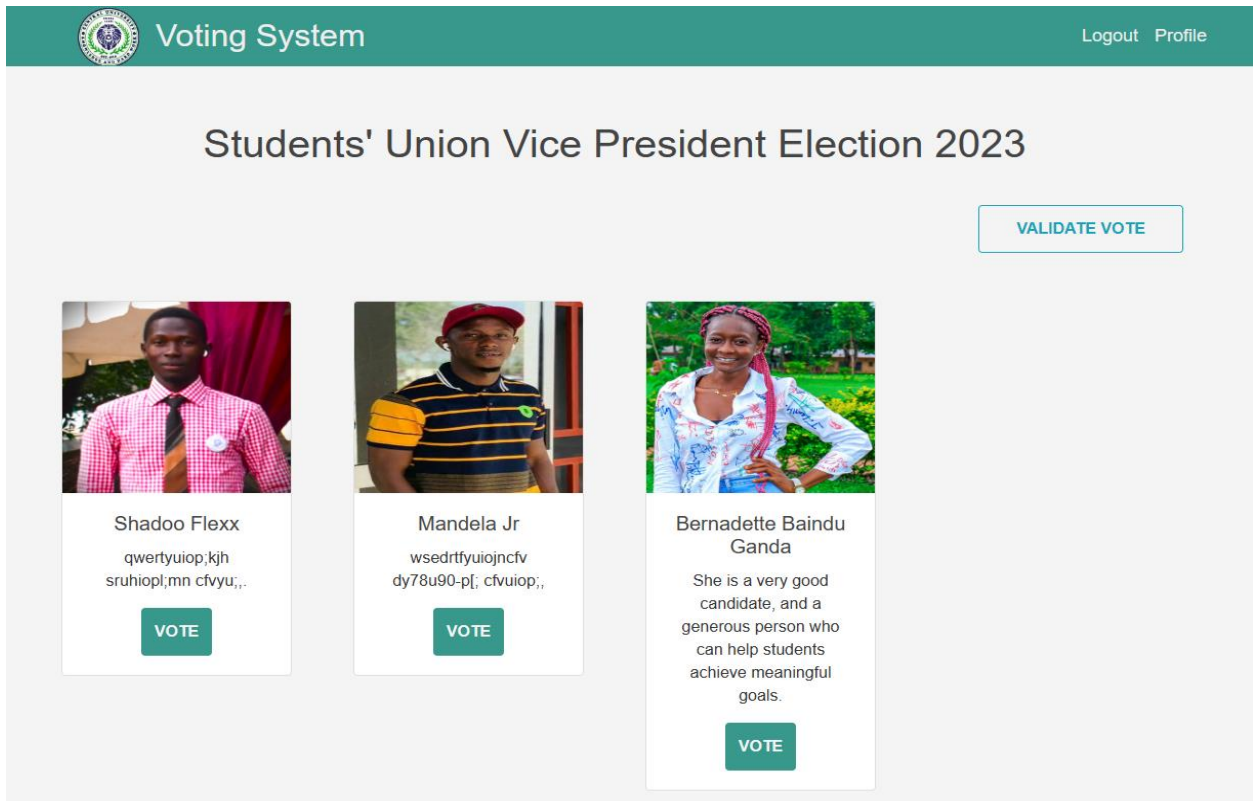 Voting System
Logout Profile
Students' Union Vice President Election 2023
VALIDATE VOTE
Shadoo Flexx
qwertyuiop;kjh
sruhiopl;mn cfvyu;,.
VOTE
Mandela Jr
wsedrtfyuiojncfv
dy78u90-p[; cfvuiop;,
VOTE
Bernadette Baindu
Ganda
She is a very good
candidate, and a
generous person who
can help students
achieve meaningful
goals.
VOTE